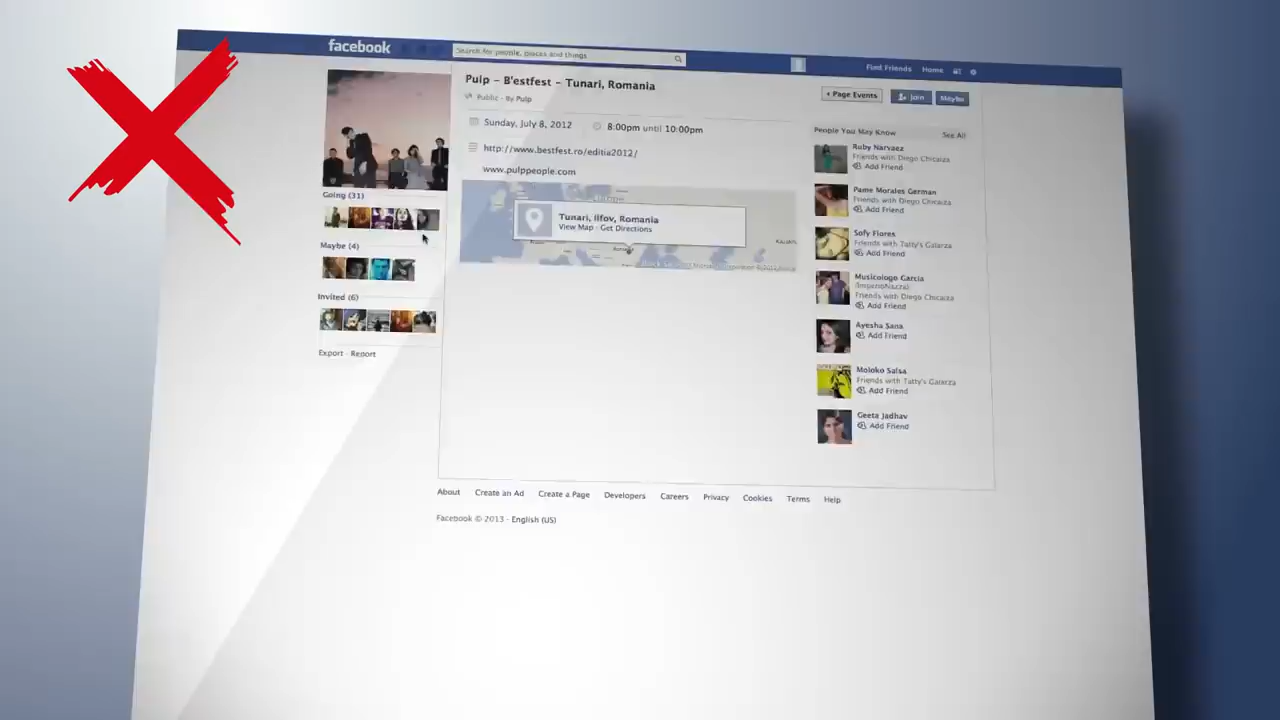 facebook
Search for people, places and things
Find Friends
Home
Pulp - B'estfest - Tunari, Romania
Public · By Pulp
Page Events
Join
Maybe
Sunday, July 8, 2012
8:00pm until 10:00pm
http://www.bestfest.ro/editia2012/
www.pulppeople.com
Tunari, Ilfov, Romania
View Map · Get Directions
Going (31)
Maybe (4)
Invited (6)
Export · Report
People You May Know
See All
Ruby Narvaez
Friends with Diego Chicaiza
Add Friend
Pame Morales German
Friends with Diego Chicaiza
Add Friend
Sofy Flores
Friends with Tatty's Galarza
Add Friend
Musicologo Garcia
Friends with Diego Chicaiza
Add Friend
Ayesha Sana
Add Friend
Moloko Salsa
Friends with Tatty's Galarza
Add Friend
Geeta Jadhav
Add Friend
About
Create an Ad
Create a Page
Developers
Careers
Privacy
Cookies
Terms
Help
Facebook © 2013 · English (US)